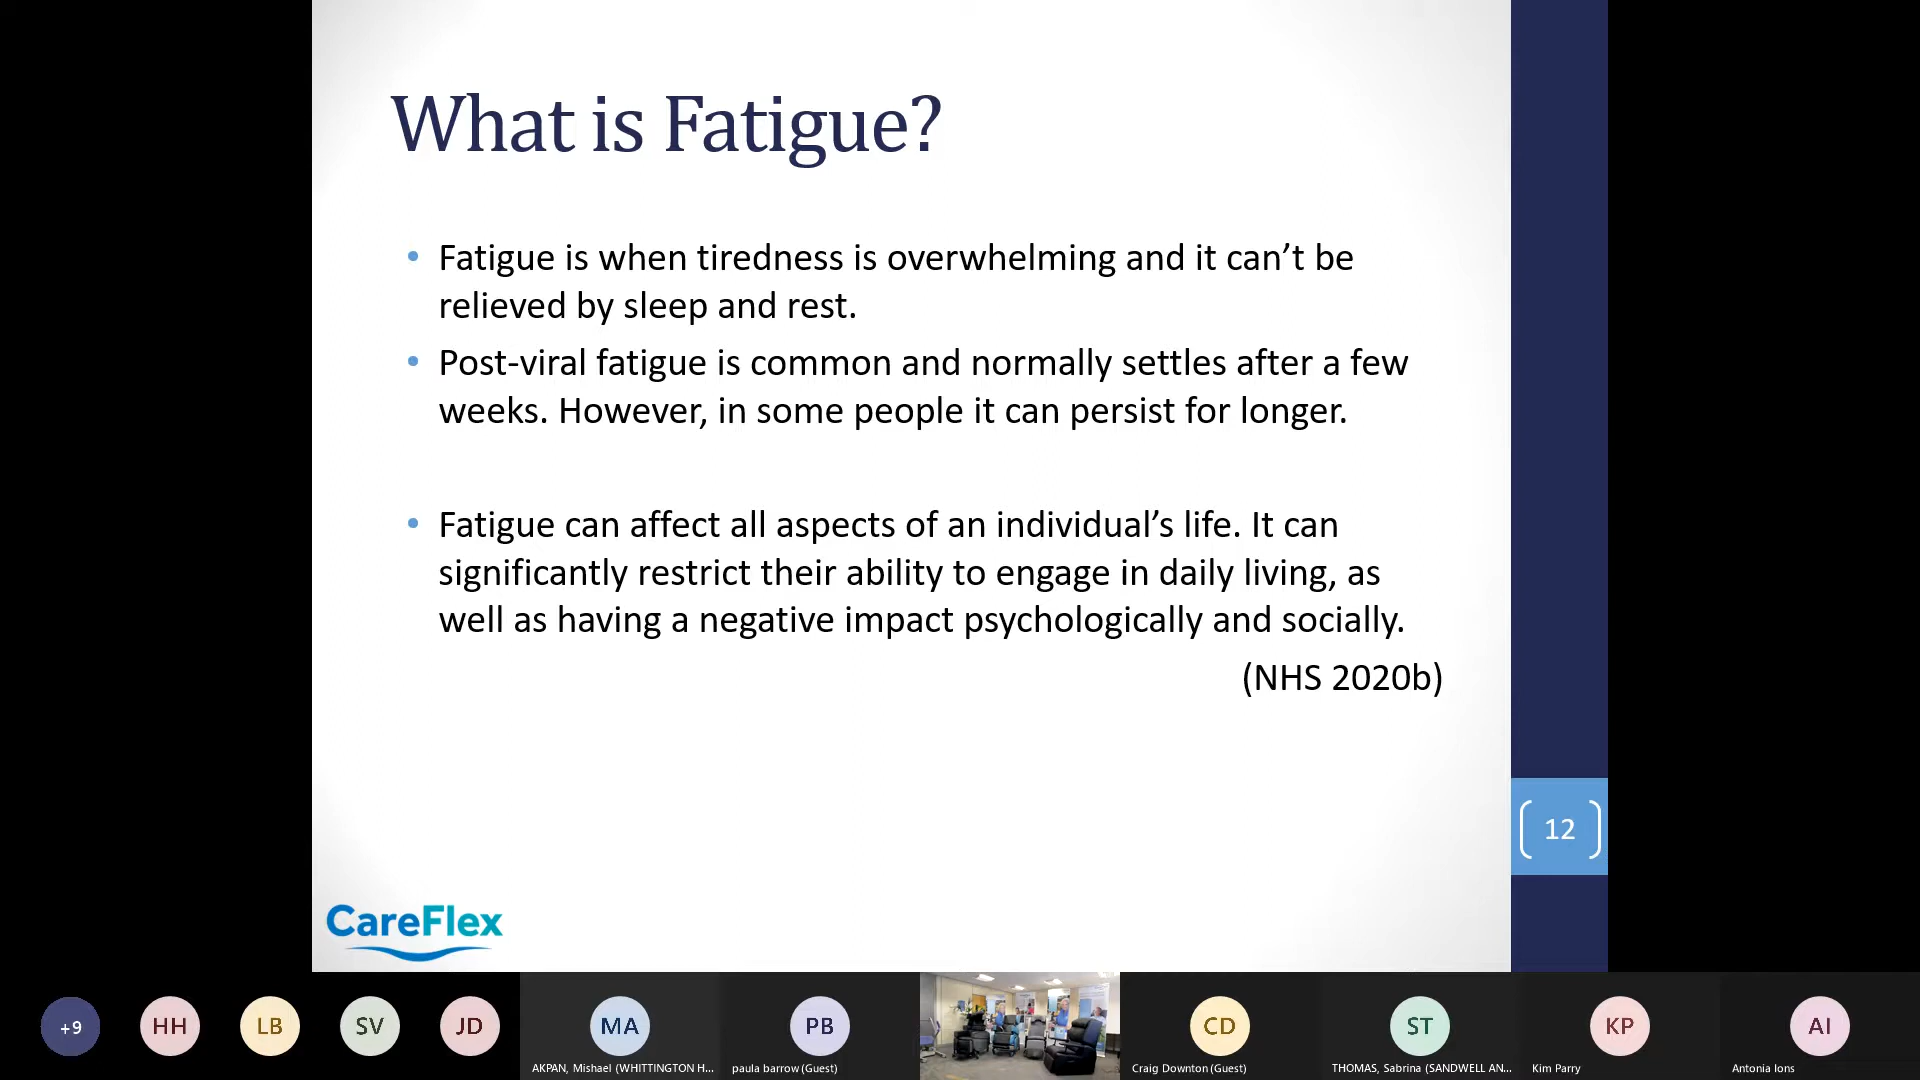 What is Fatigue?
• Fatigue is when tiredness is overwhelming and it can’t be
relieved by sleep and rest.
• Post-viral fatigue is common and normally settles after a few
weeks. However, in some people it can persist for longer.
• Fatigue can affect all aspects of an individual’s life. It can
significantly restrict their ability to engage in daily living, as
well as having a negative impact psychologically and socially.
(NHS 2020b)
12
CareFlex
+9
HH
LB
SV
JD
MA
AKPAN, Mishael (WHITTINGTON H...
PB
paula barrow (Guest)
CD
Craig Downton (Guest)
ST
THOMAS, Sabrina (SANDWELL AN...
KP
Kim Parry
AI
Antonia Ions